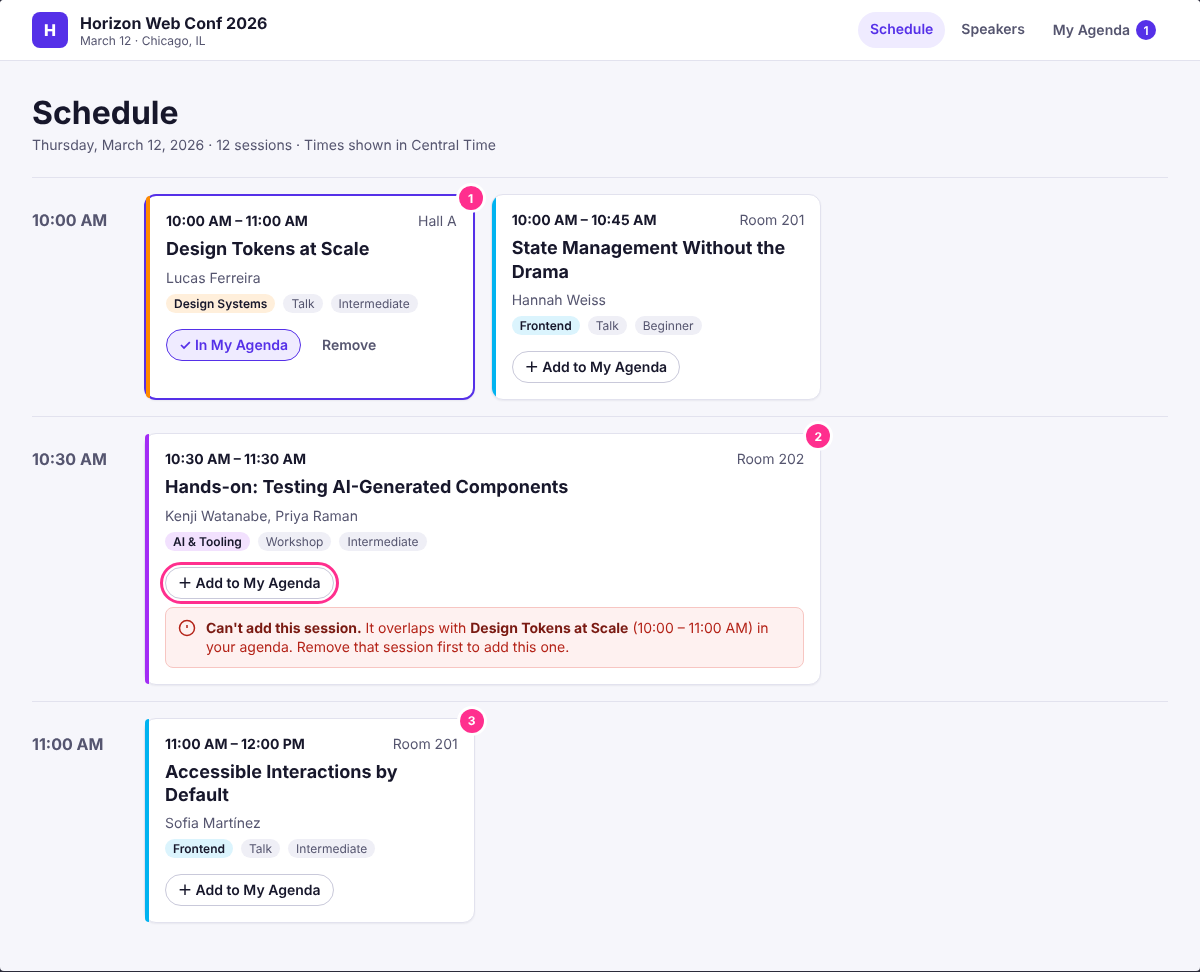 H
Horizon Web Conf 2026
March 12 · Chicago, IL
Schedule
Speakers
My Agenda 1
Schedule
Thursday, March 12, 2026 · 12 sessions · Times shown in Central Time
10:00 AM
1
10:00 AM – 11:00 AM Hall A
Design Tokens at Scale
Lucas Ferreira
Design Systems Talk Intermediate
✓ In My Agenda Remove
10:00 AM – 10:45 AM Room 201
State Management Without the
Drama
Hannah Weiss
Frontend Talk Beginner
+ Add to My Agenda
10:30 AM
2
10:30 AM – 11:30 AM Room 202
Hands-on: Testing AI-Generated Components
Kenji Watanabe, Priya Raman
AI & Tooling Workshop Intermediate
+ Add to My Agenda
Can't add this session. It overlaps with Design Tokens at Scale (10:00 – 11:00 AM) in
your agenda. Remove that session first to add this one.
11:00 AM
3
11:00 AM – 12:00 PM Room 201
Accessible Interactions by
Default
Sofia Martínez
Frontend Talk Intermediate
+ Add to My Agenda